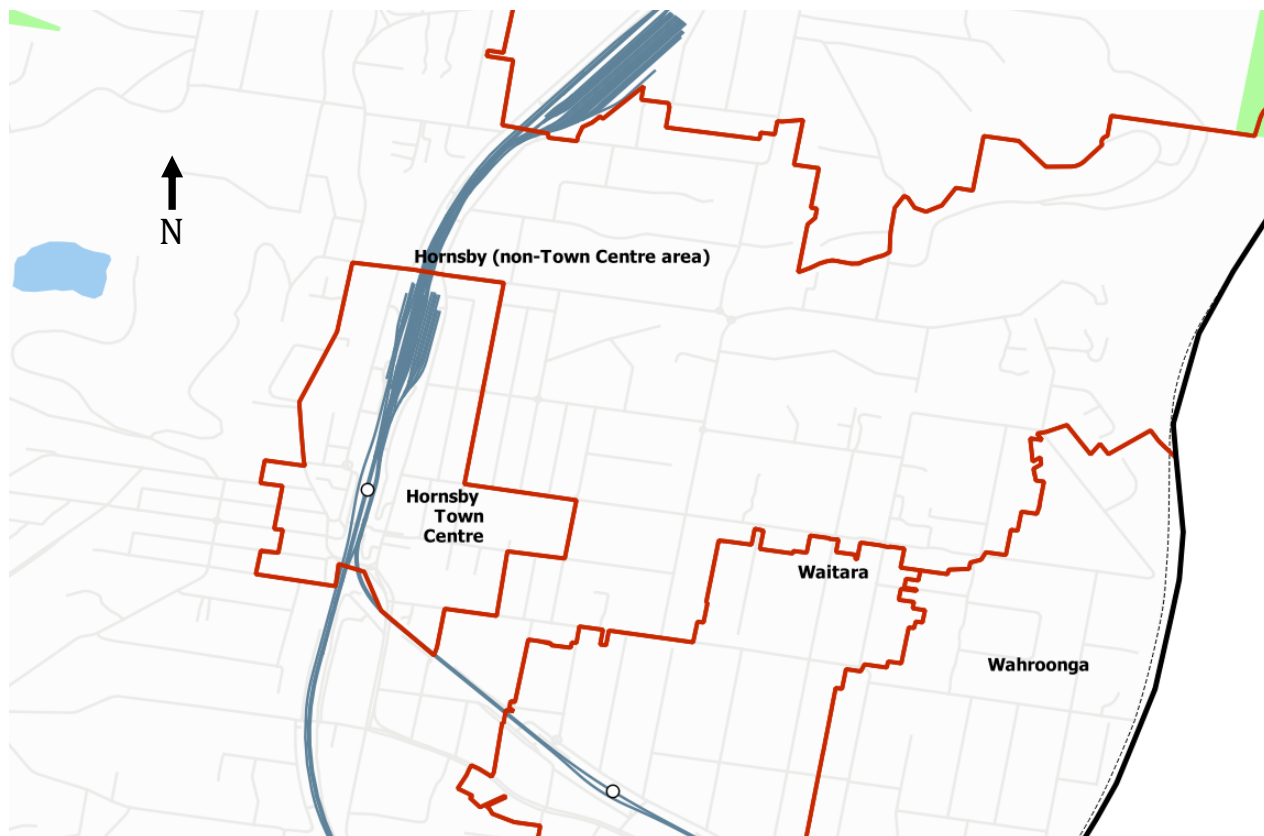 N
Hornsby (non-Town Centre area)
Hornsby
Town
Centre
Waitara
Wahroonga